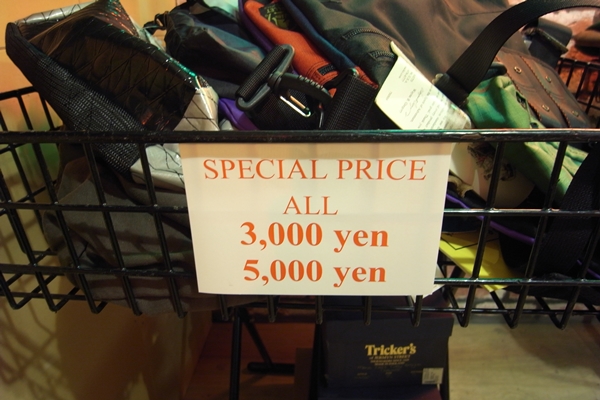 SPECIAL PRICE
ALL
3,000 yen
5,000 yen
Tricker's